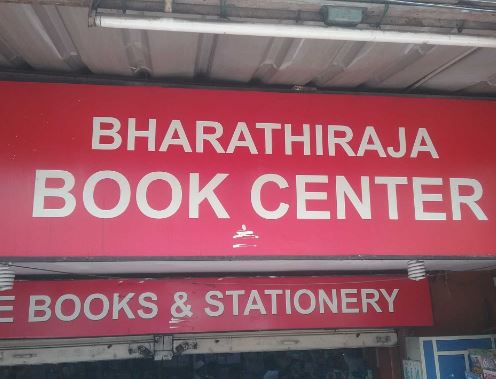 BHARATHIRAJA
BOOK CENTER
E BOOKS & STATIONERY